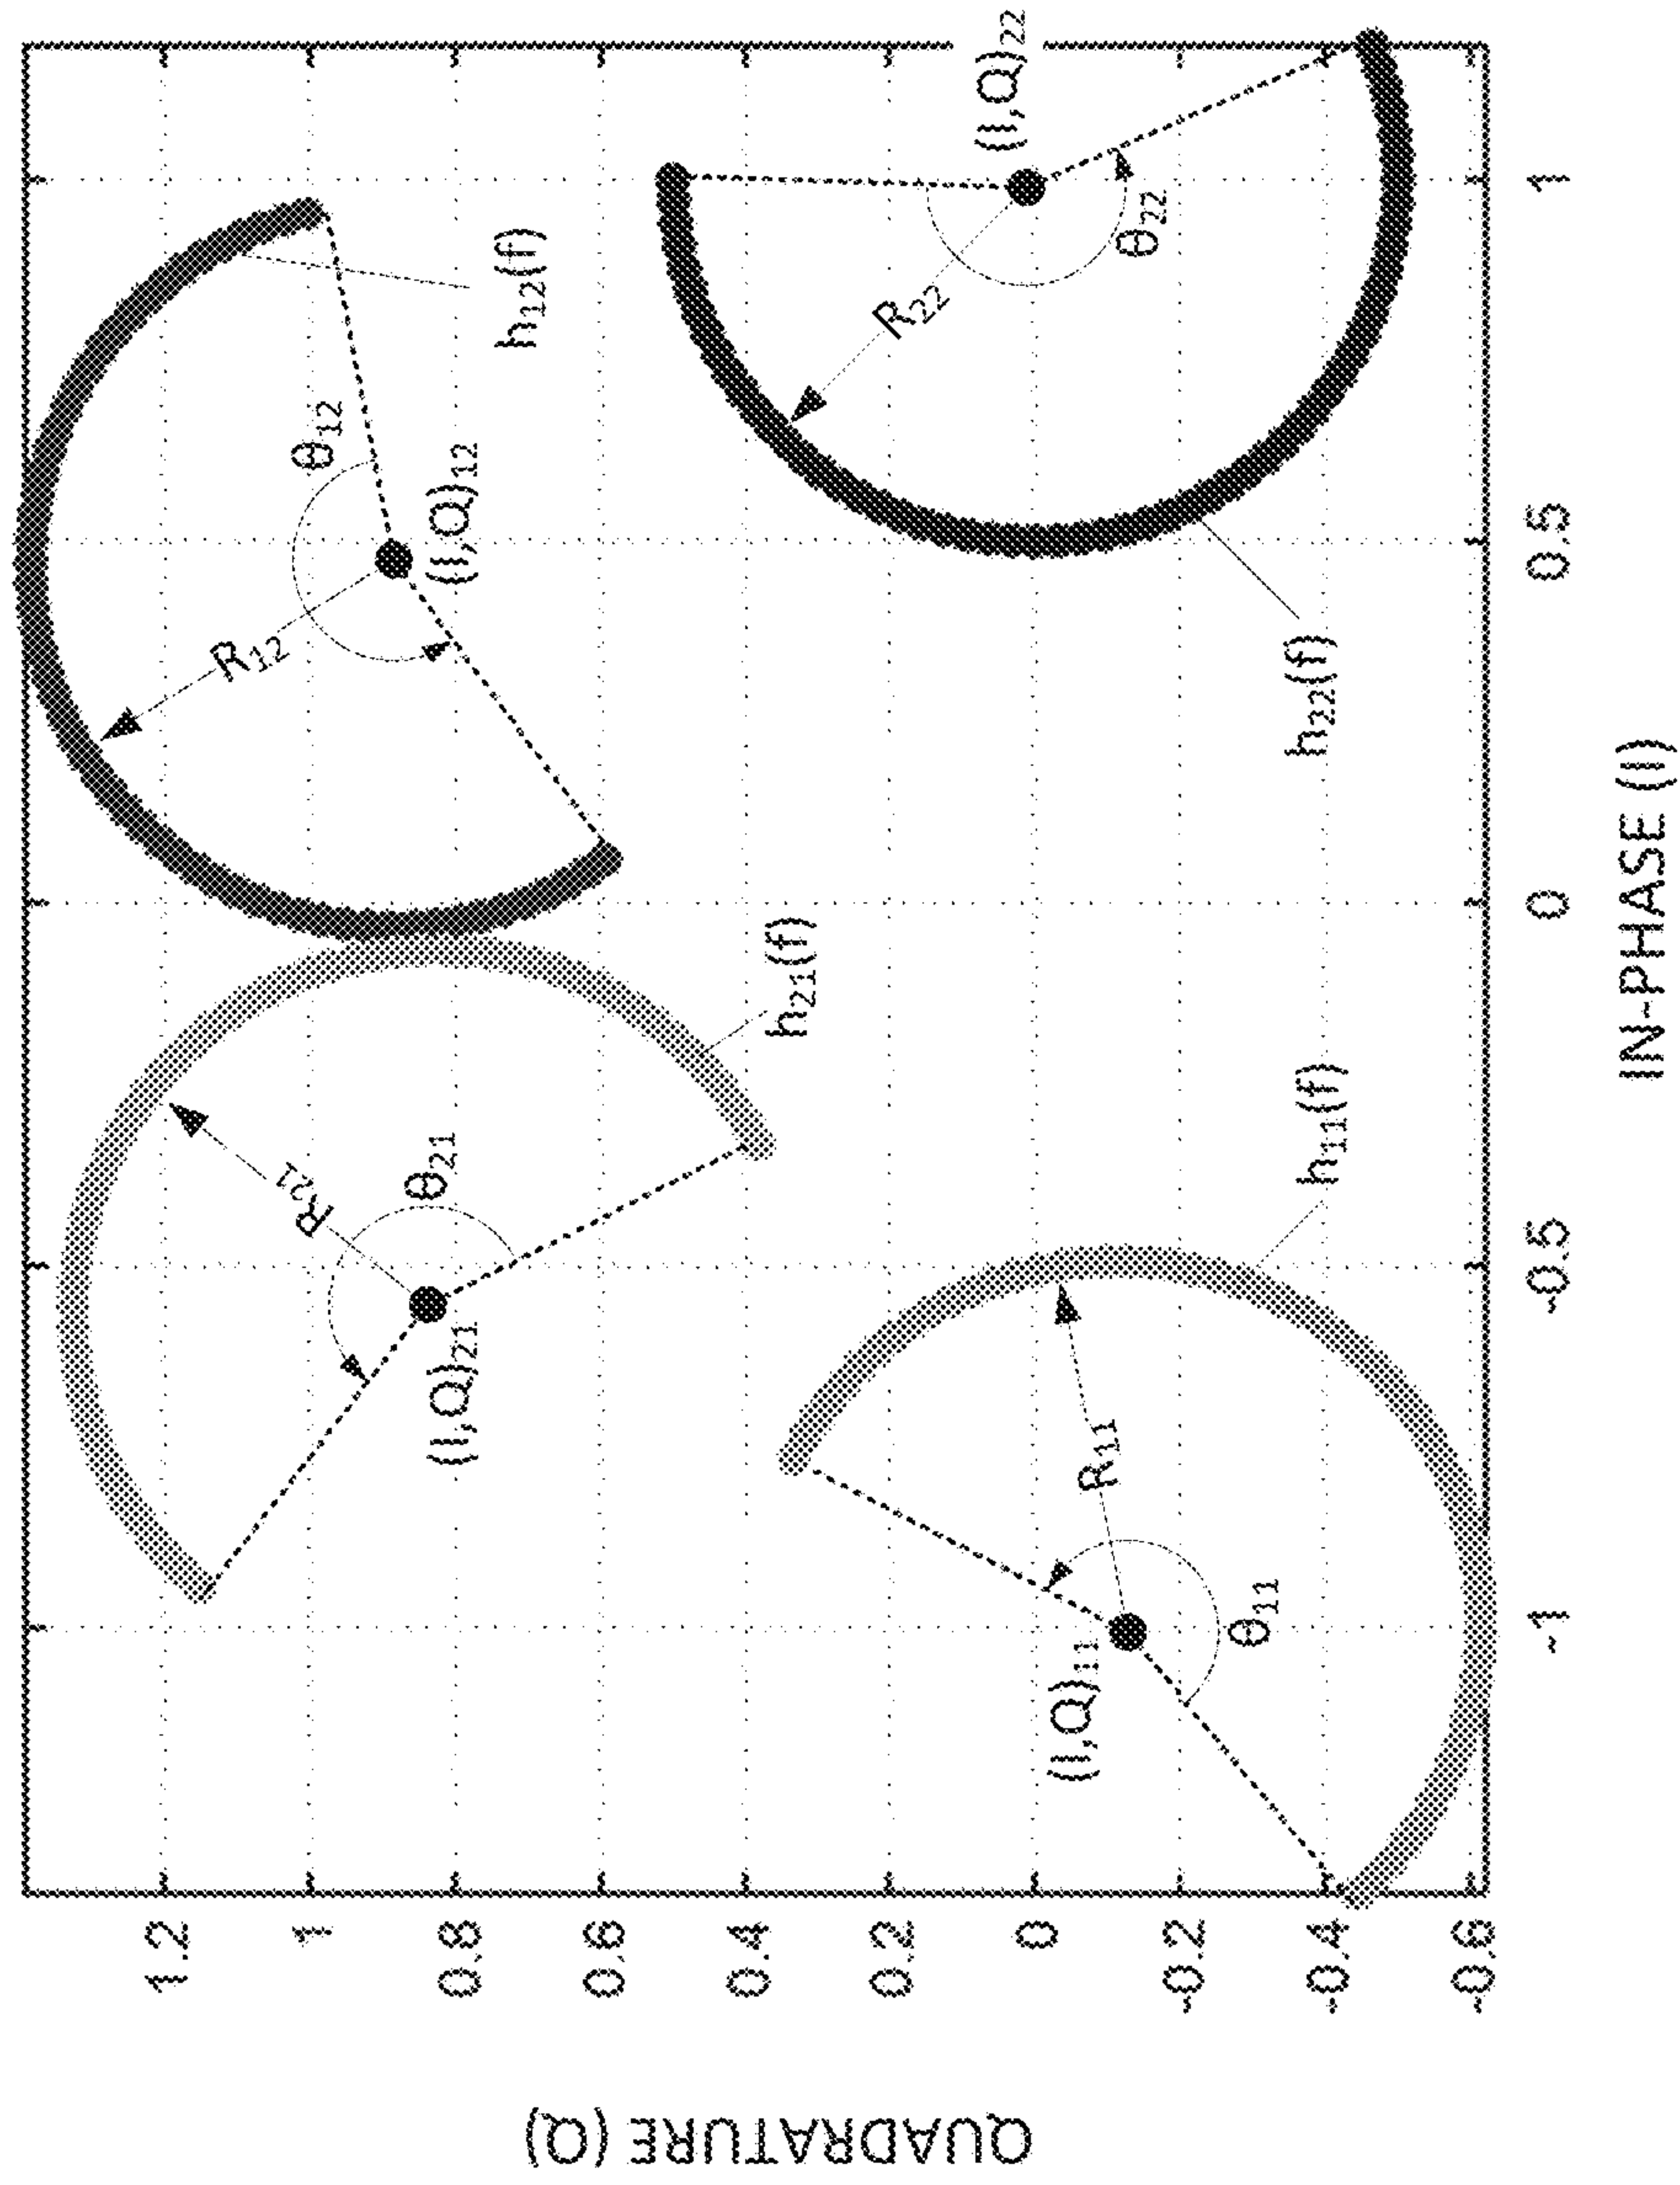 QUADRATURE (Q)
1.2
1
0.8
0.6
0.4
0.2
0
-0.2
-0.4
-0.6
-1
-0.5
0
0.5
1
IN-PHASE (I)
R₂₁
θ₂₁
(I,Q)₂₁
h₂₁(f)
R₁₂
θ₁₂
(I,Q)₁₂
h₁₂(f)
(I,Q)₁₁
R₁₁
θ₁₁
h₁₁(f)
(I,Q)₂₂
R₂₂
θ₂₂
h₂₂(f)